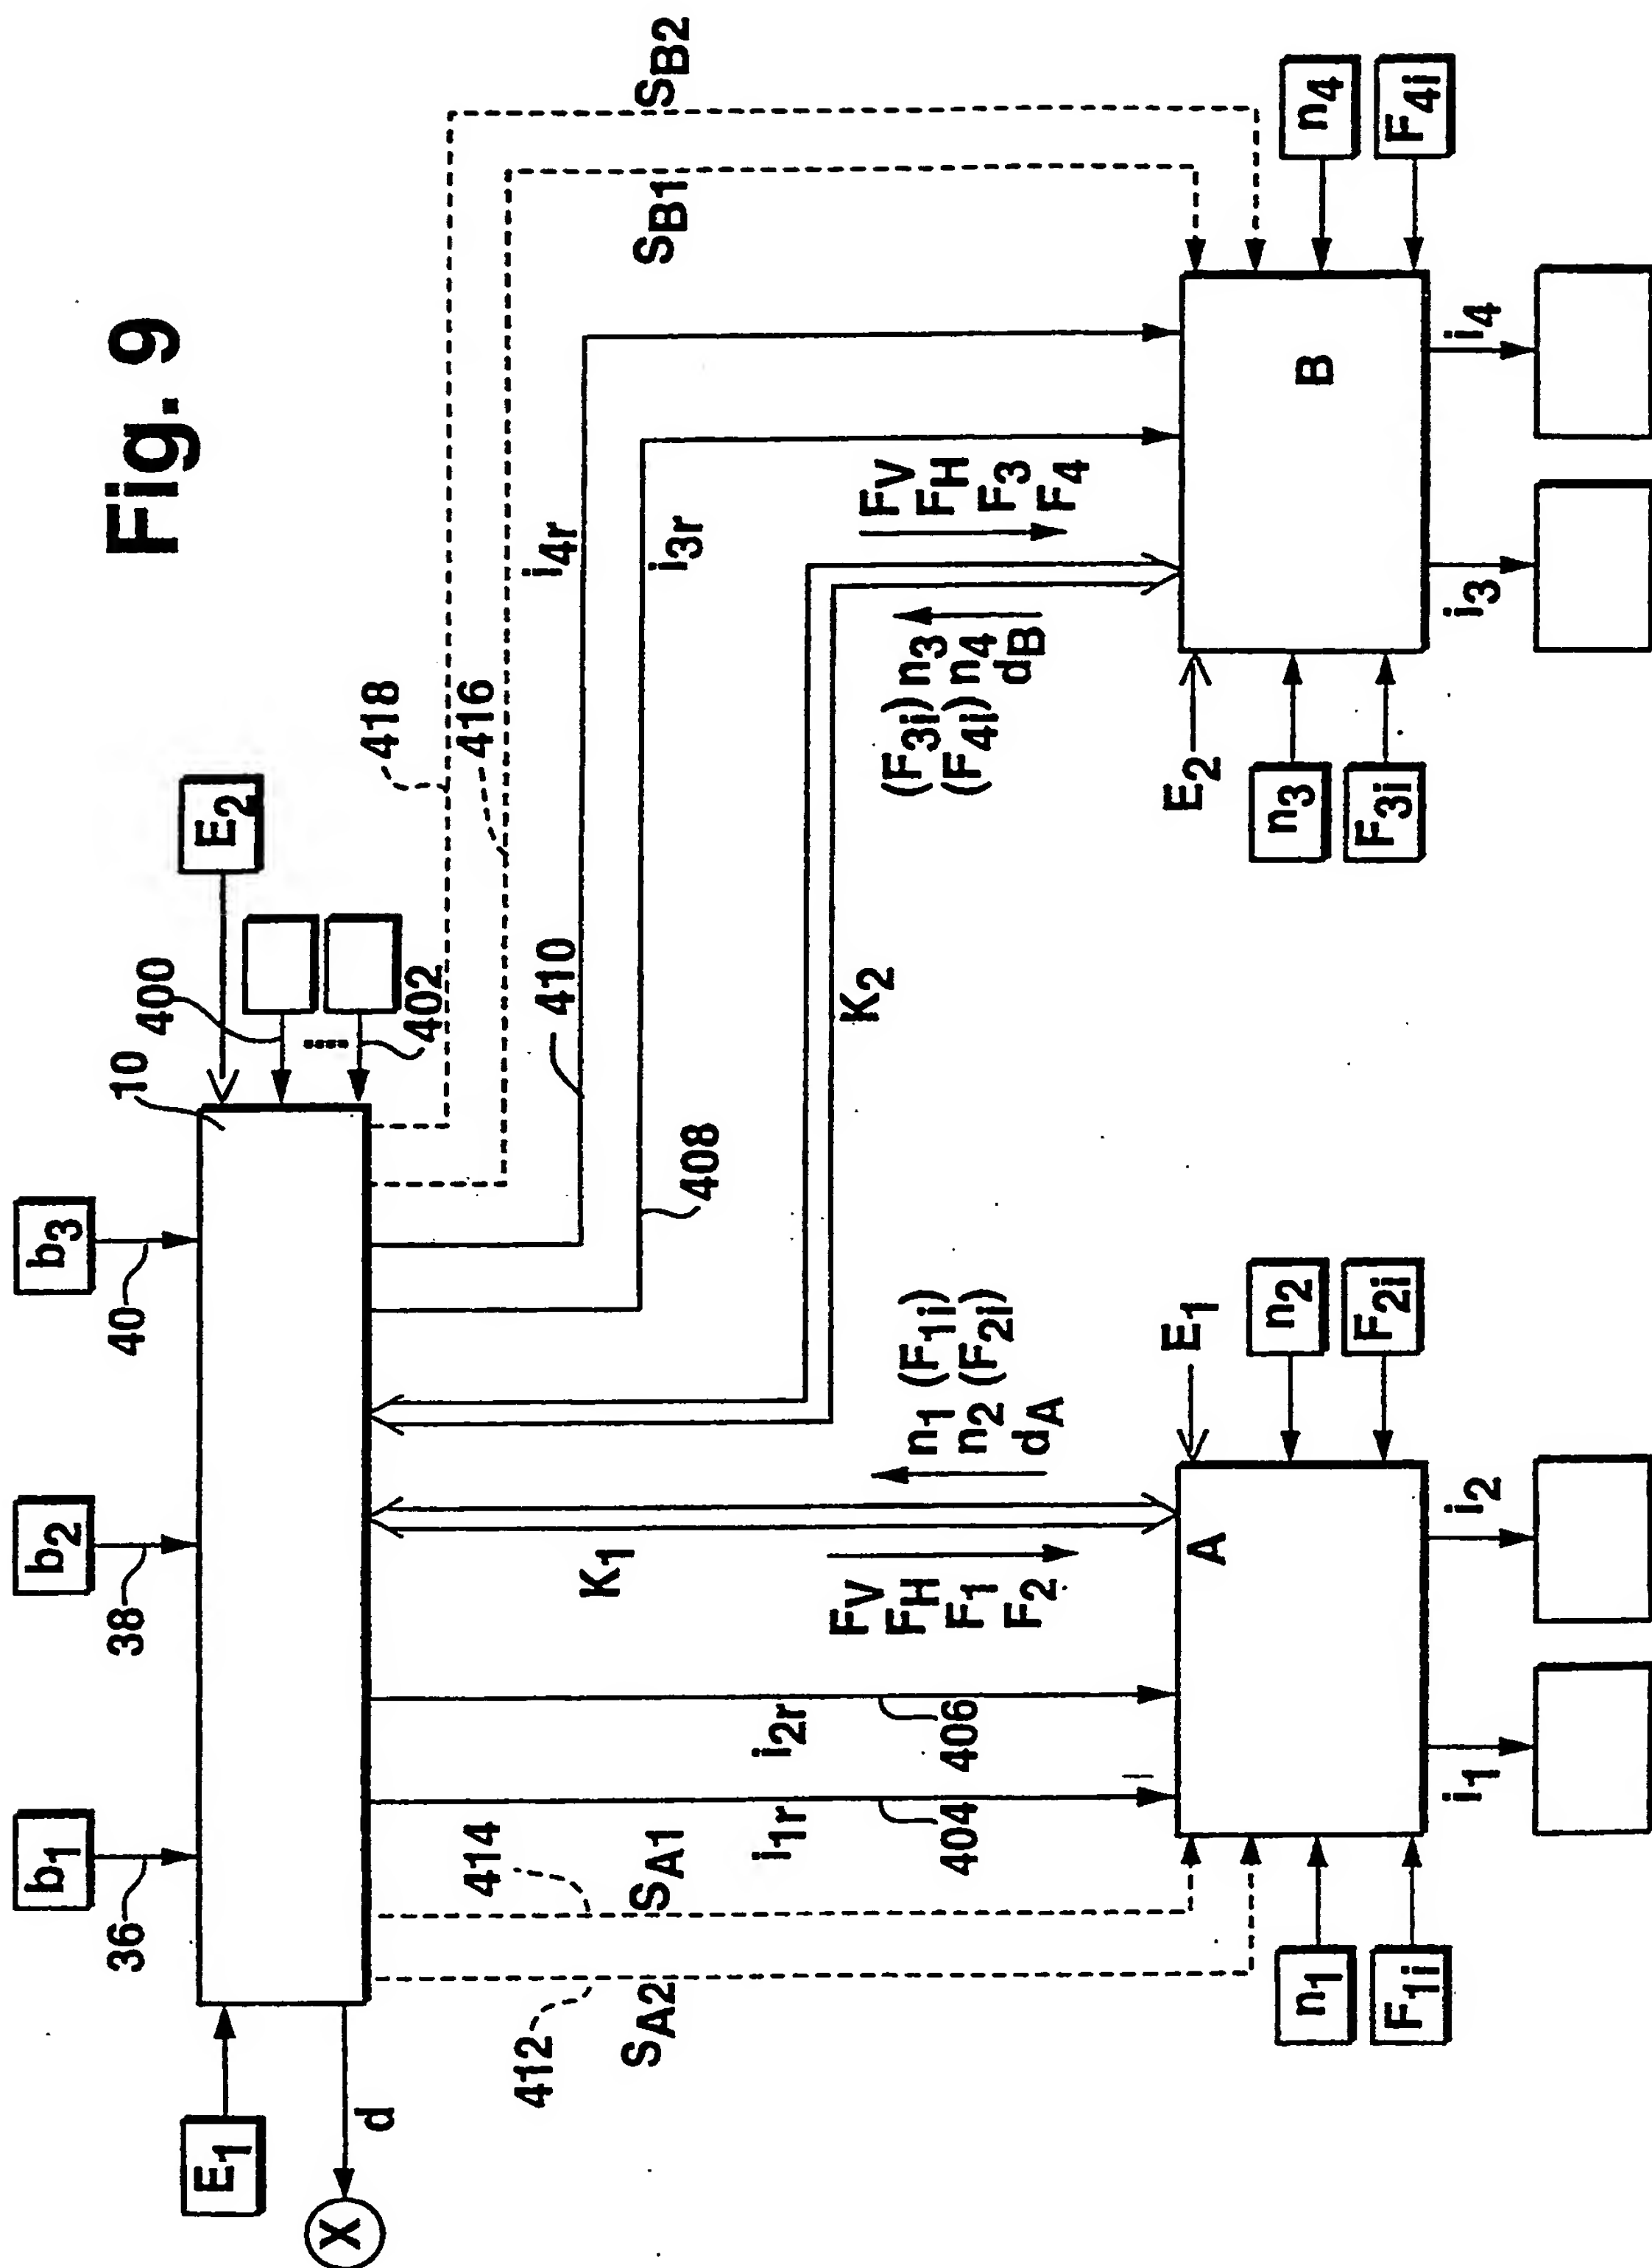 Fig. 9
b1
b2
b3
36
38
40
10
E1
E2
400
402
d
X
418
416
SB2
SB1
410
i4r
408
i3r
414
412
SA1
SA2
i1r
404
i2r
406
K1
K2
FV
FH
F1
F2
n1 (F1i)
n2 (F2i)
dA
FV
FH
F3
F4
(F3i) n3
(F4i) n4
dB
A
E1
n1
F1i
n2
F2i
i1
i2
B
E2
n3
F3i
n4
F4i
i3
i4